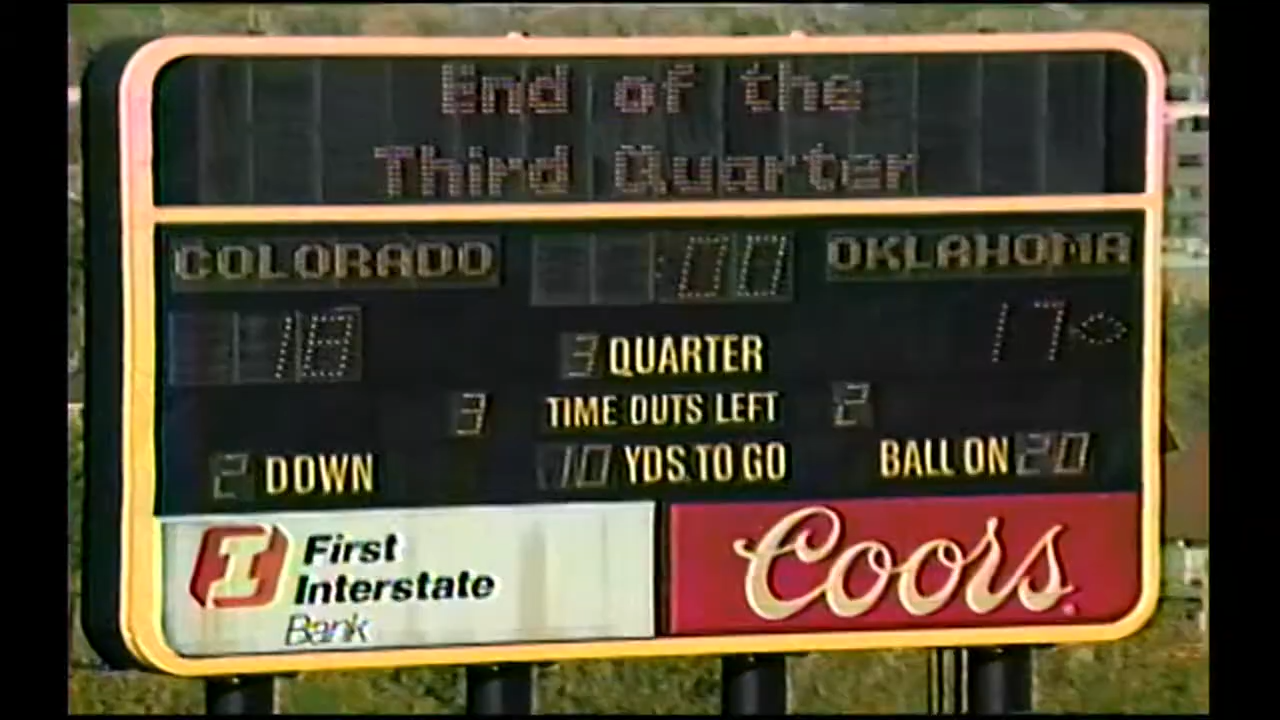 End of the
Third Quarter
COLORADO :00 OKLAHOMA
18 17
3 QUARTER
3 TIME OUTS LEFT 2
2 DOWN 10 YDS. TO GO BALL ON 20
I First
Interstate
Bank
Coors